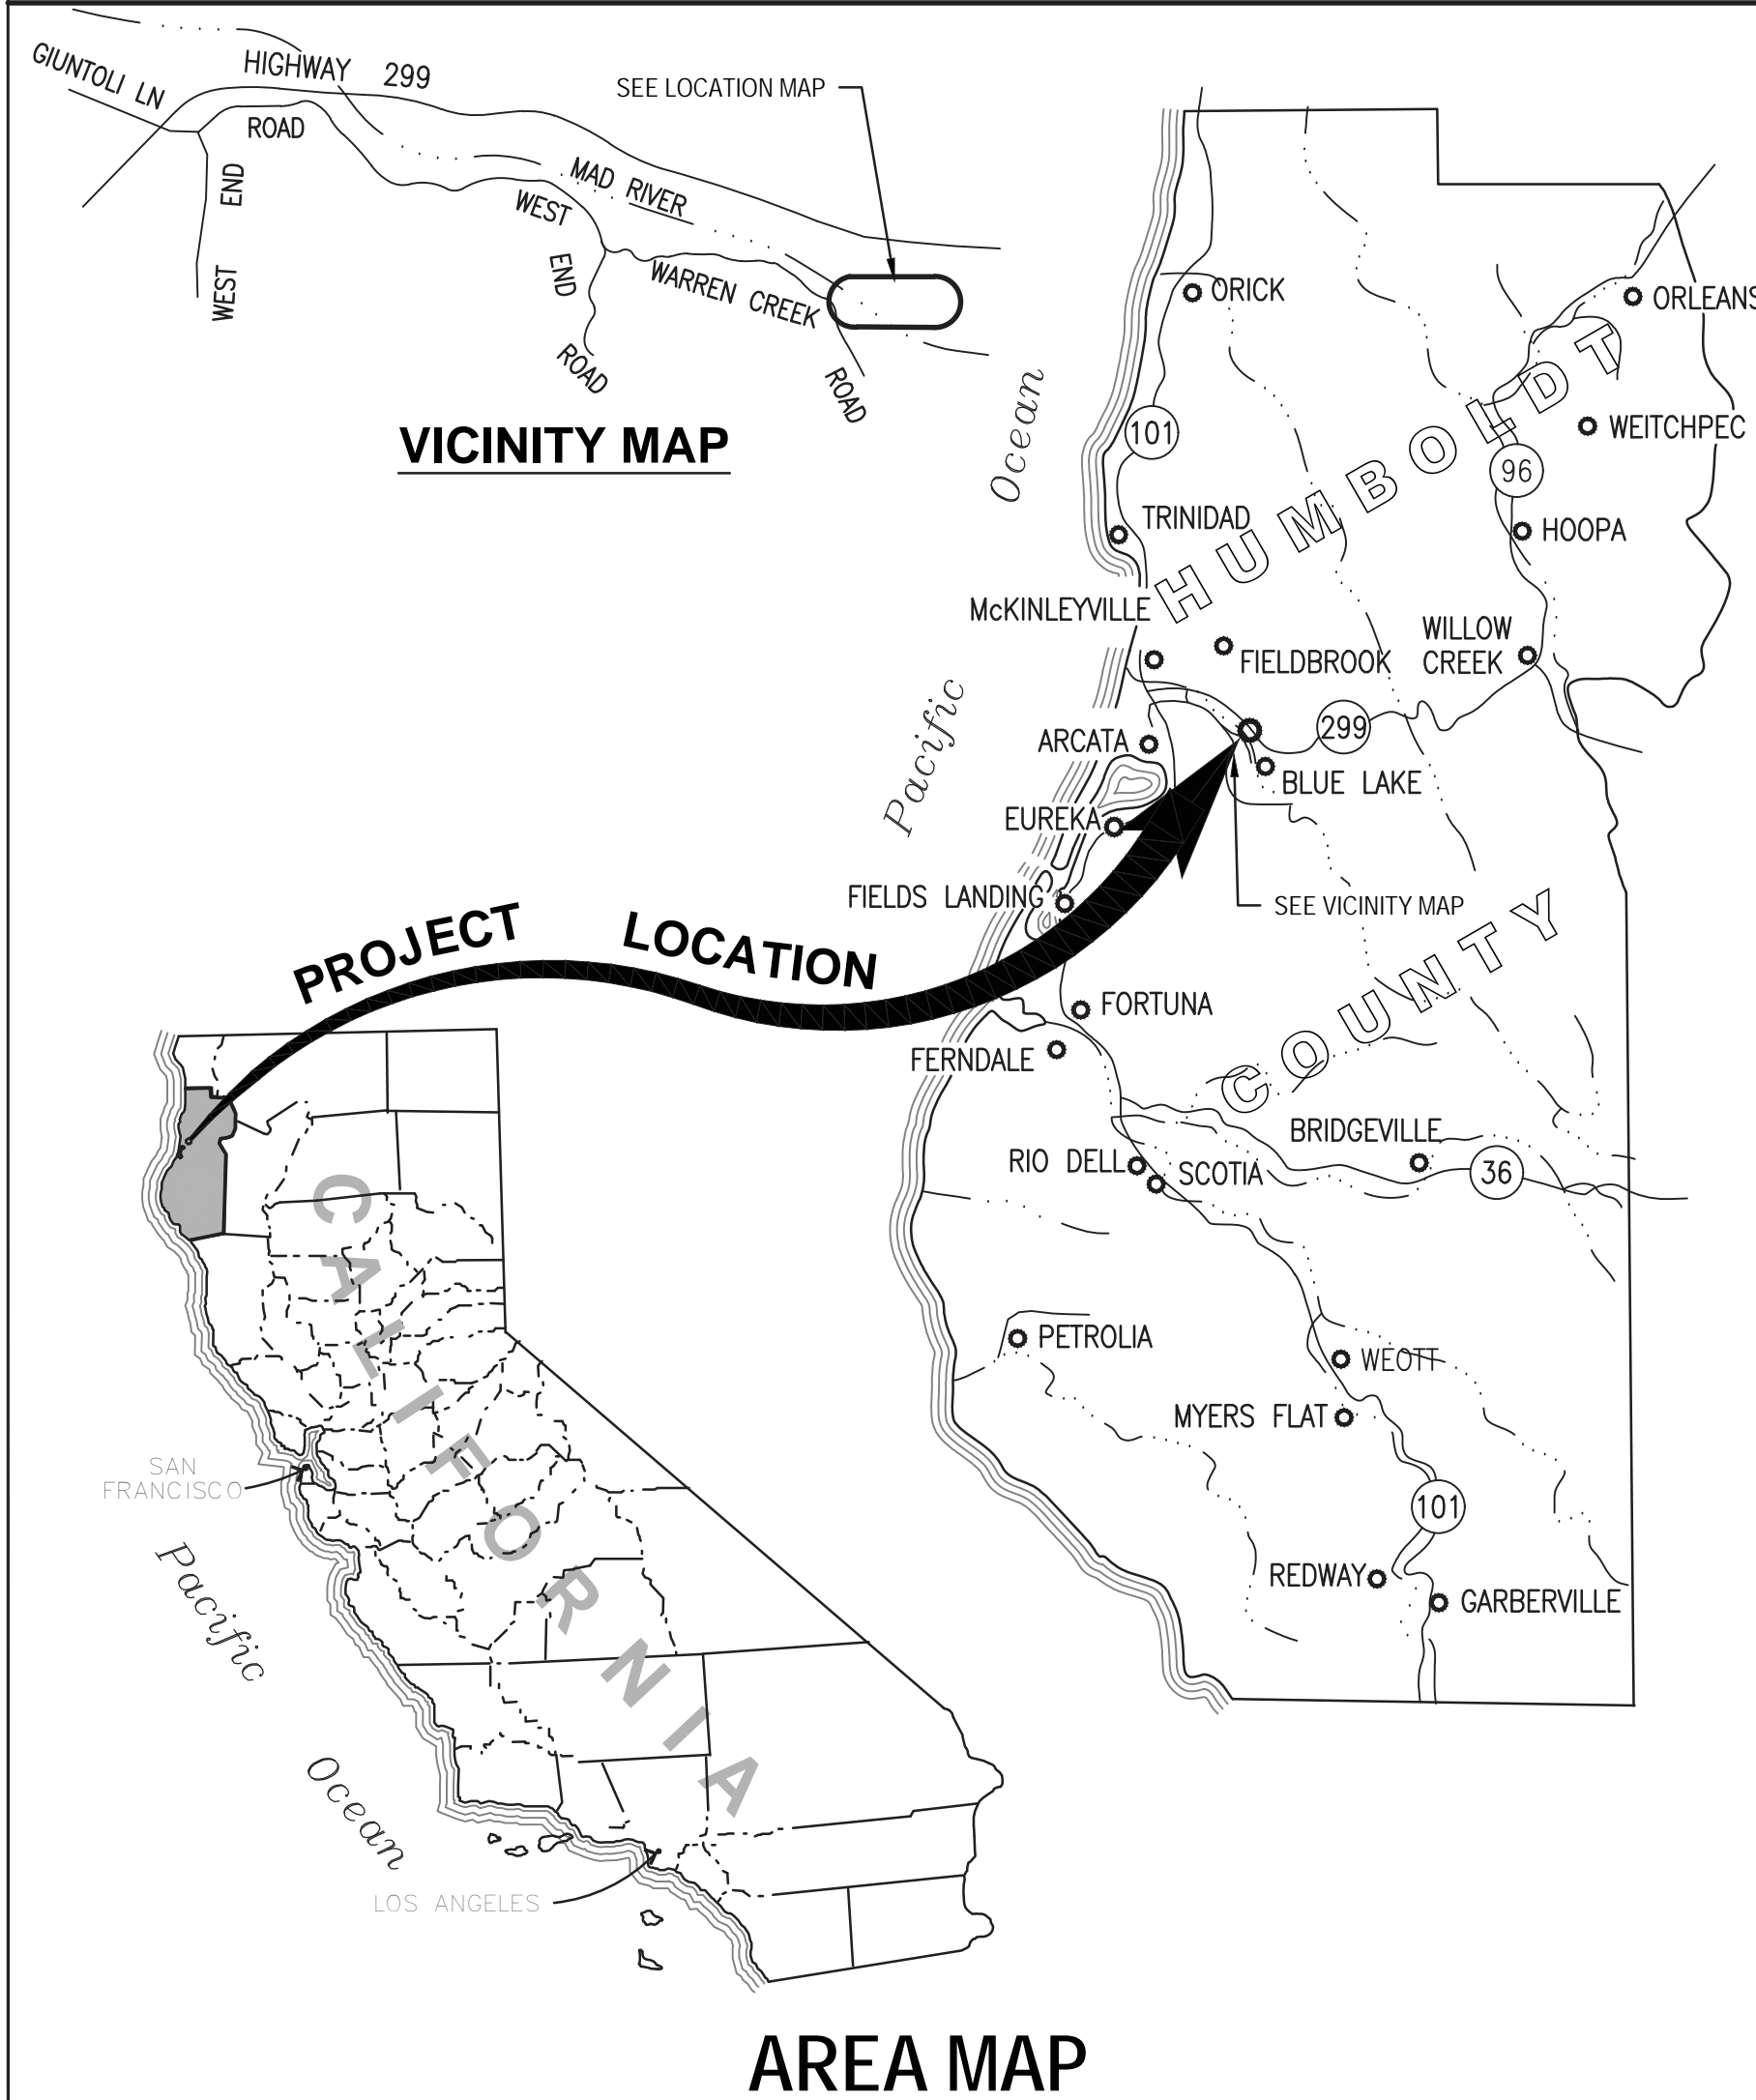 GIUNTOLI LN
HIGHWAY 299
SEE LOCATION MAP
ROAD
WEST END
MAD RIVER
WEST END ROAD
WARREN CREEK ROAD
VICINITY MAP
Pacific Ocean
ORICK
ORLEANS
101
WEITCHPEC
96
TRINIDAD
HOOPA
HUMBOLDT
McKINLEYVILLE
FIELDBROOK
WILLOW
CREEK
299
ARCATA
BLUE LAKE
EUREKA
FIELDS LANDING
SEE VICINITY MAP
PROJECT LOCATION
COUNTY
FORTUNA
FERNDALE
BRIDGEVILLE
RIO DELL
SCOTIA
36
PETROLIA
WEOTT
MYERS FLAT
101
REDWAY
GARBERVILLE
CALIFORNIA
SAN
FRANCISCO
Pacific Ocean
LOS ANGELES
AREA MAP